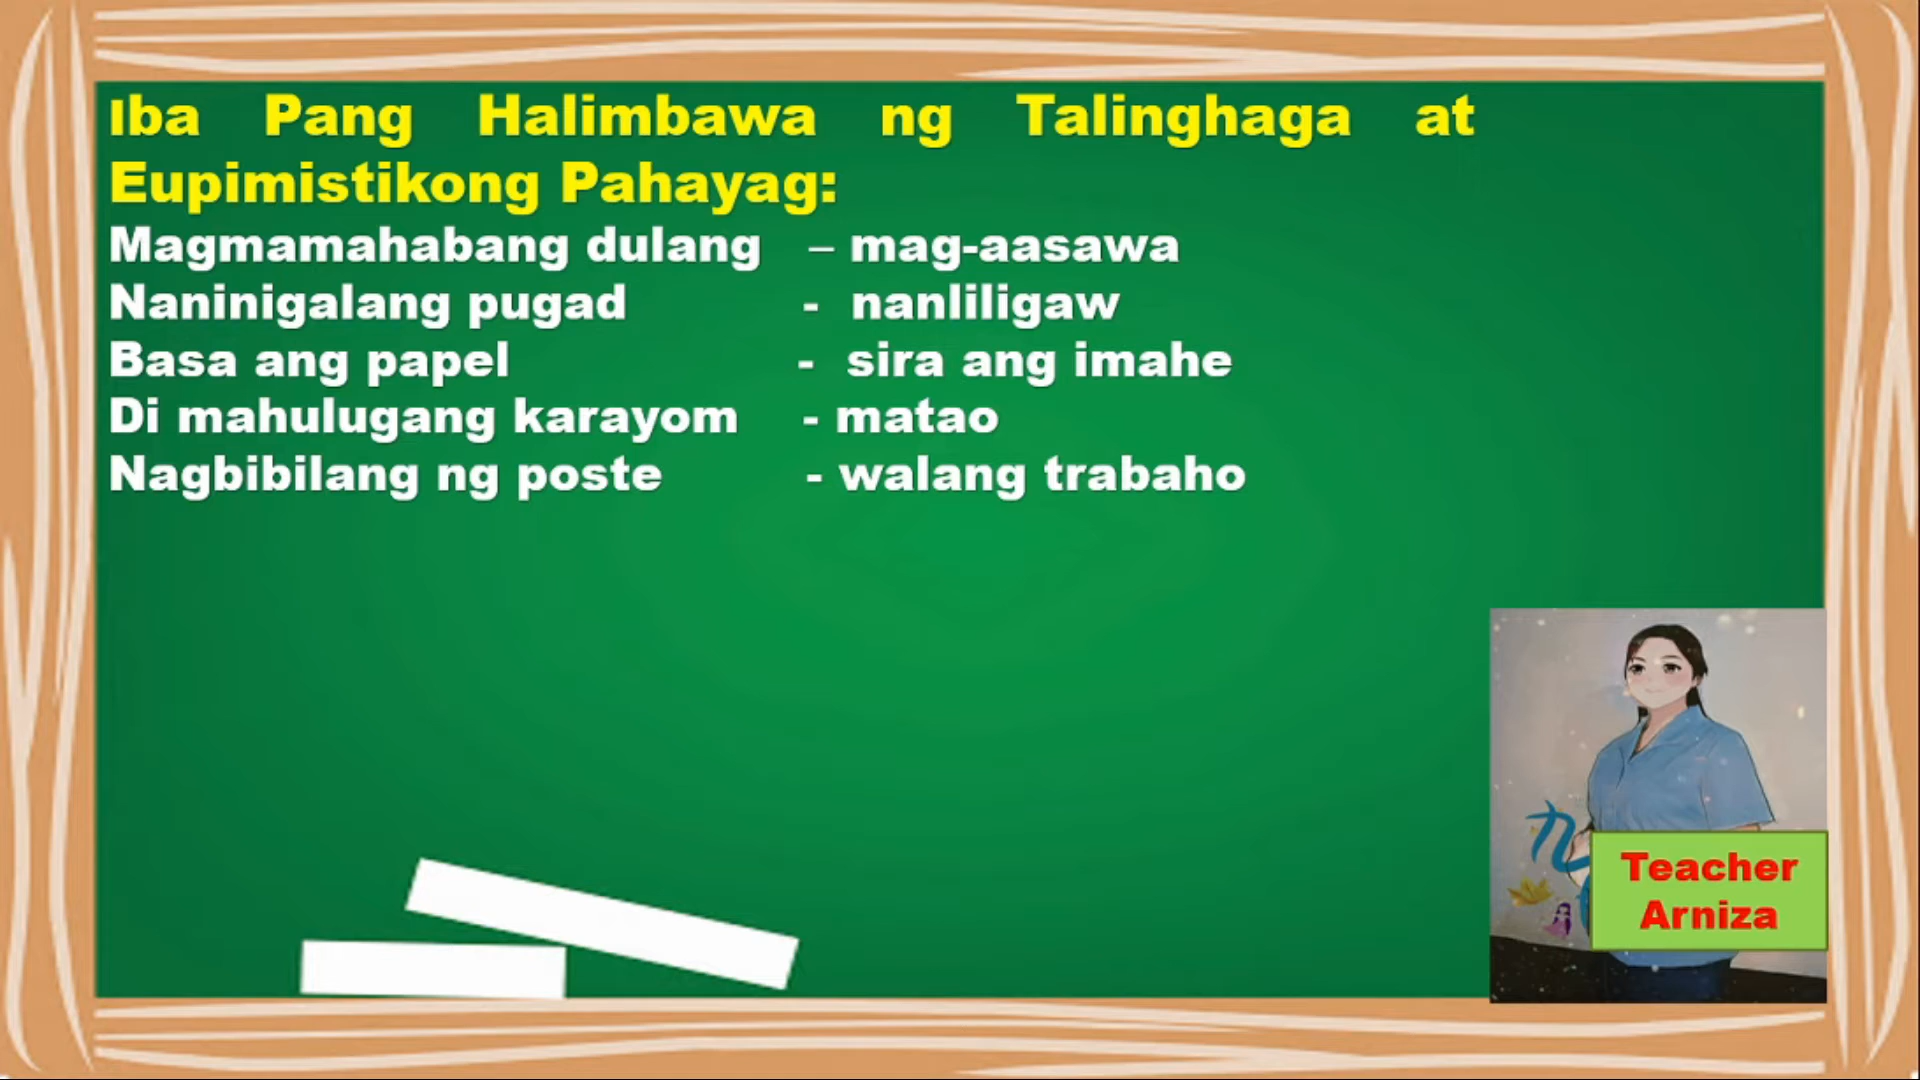 Iba Pang Halimbawa ng Talinghaga at
Eupimistikong Pahayag:
Magmamahabang dulang – mag-aasawa
Naninigalang pugad - nanliligaw
Basa ang papel - sira ang imahe
Di mahulugang karayom - matao
Nagbibilang ng poste - walang trabaho
Teacher
Arniza